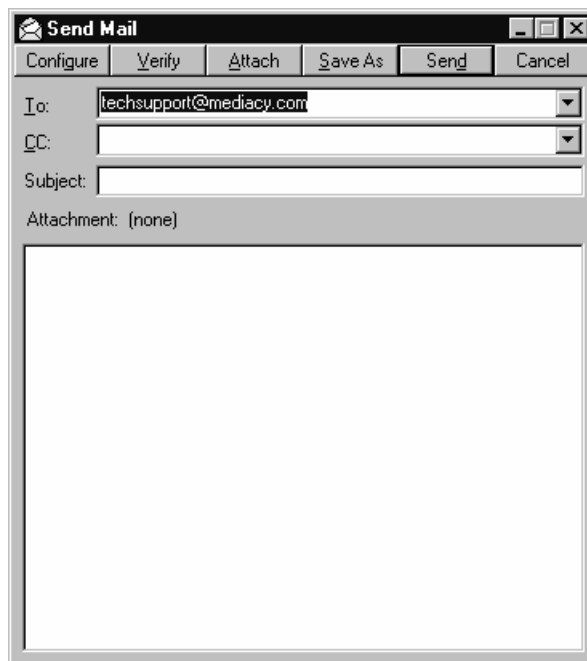 Send Mail
Configure Verify Attach Save As Send Cancel
To: techsupport@mediacy.com
CC:
Subject:
Attachment: (none)